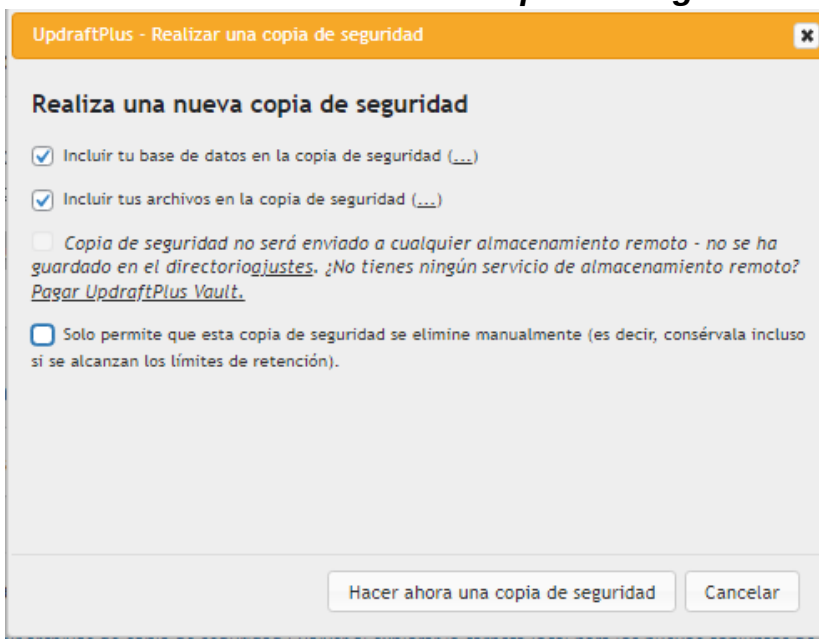 UpdraftPlus - Realizar una copia de seguridad
Realiza una nueva copia de seguridad
Incluir tu base de datos en la copia de seguridad (...)
Incluir tus archivos en la copia de seguridad (...)
Copia de seguridad no será enviado a cualquier almacenamiento remoto - no se ha
guardado en el directorioajustes. ¿No tienes ningún servicio de almacenamiento remoto?
Pagar UpdraftPlus Vault.
Solo permite que esta copia de seguridad se elimine manualmente (es decir, consérvala incluso
si se alcanzan los límites de retención).
Hacer ahora una copia de seguridad Cancelar